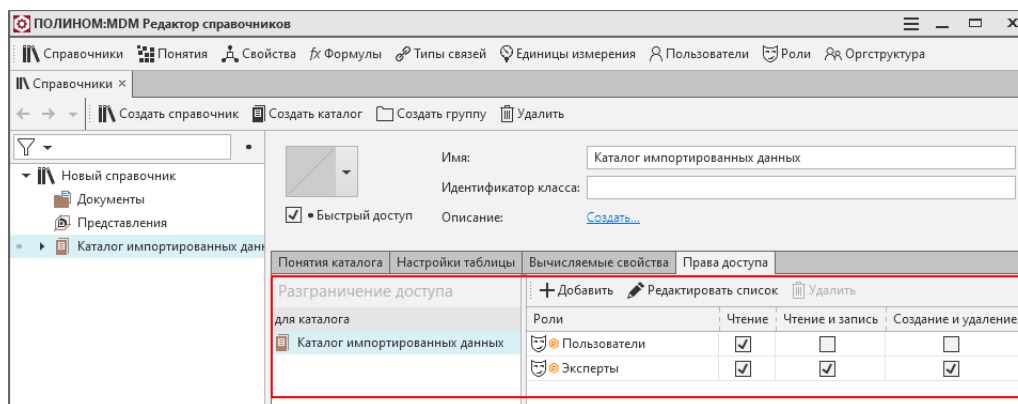 ПОЛИНОМ:MDM Редактор справочников
Справочники Понятия Свойства fx Формулы Типы связей Единицы измерения Пользователи Роли Оргструктура
Справочники ×
Создать справочник Создать каталог Создать группу Удалить
Новый справочник
Документы
Представления
Каталог импортированных данн
Имя: Каталог импортированных данных
Идентификатор класса:
Быстрый доступ
Описание: Создать...
Понятия каталога Настройки таблицы Вычисляемые свойства Права доступа
Разграничение доступа
Добавить Редактировать список Удалить
для каталога
Роли Чтение Чтение и запись Создание и удаление
Каталог импортированных данных
Пользователи
Эксперты